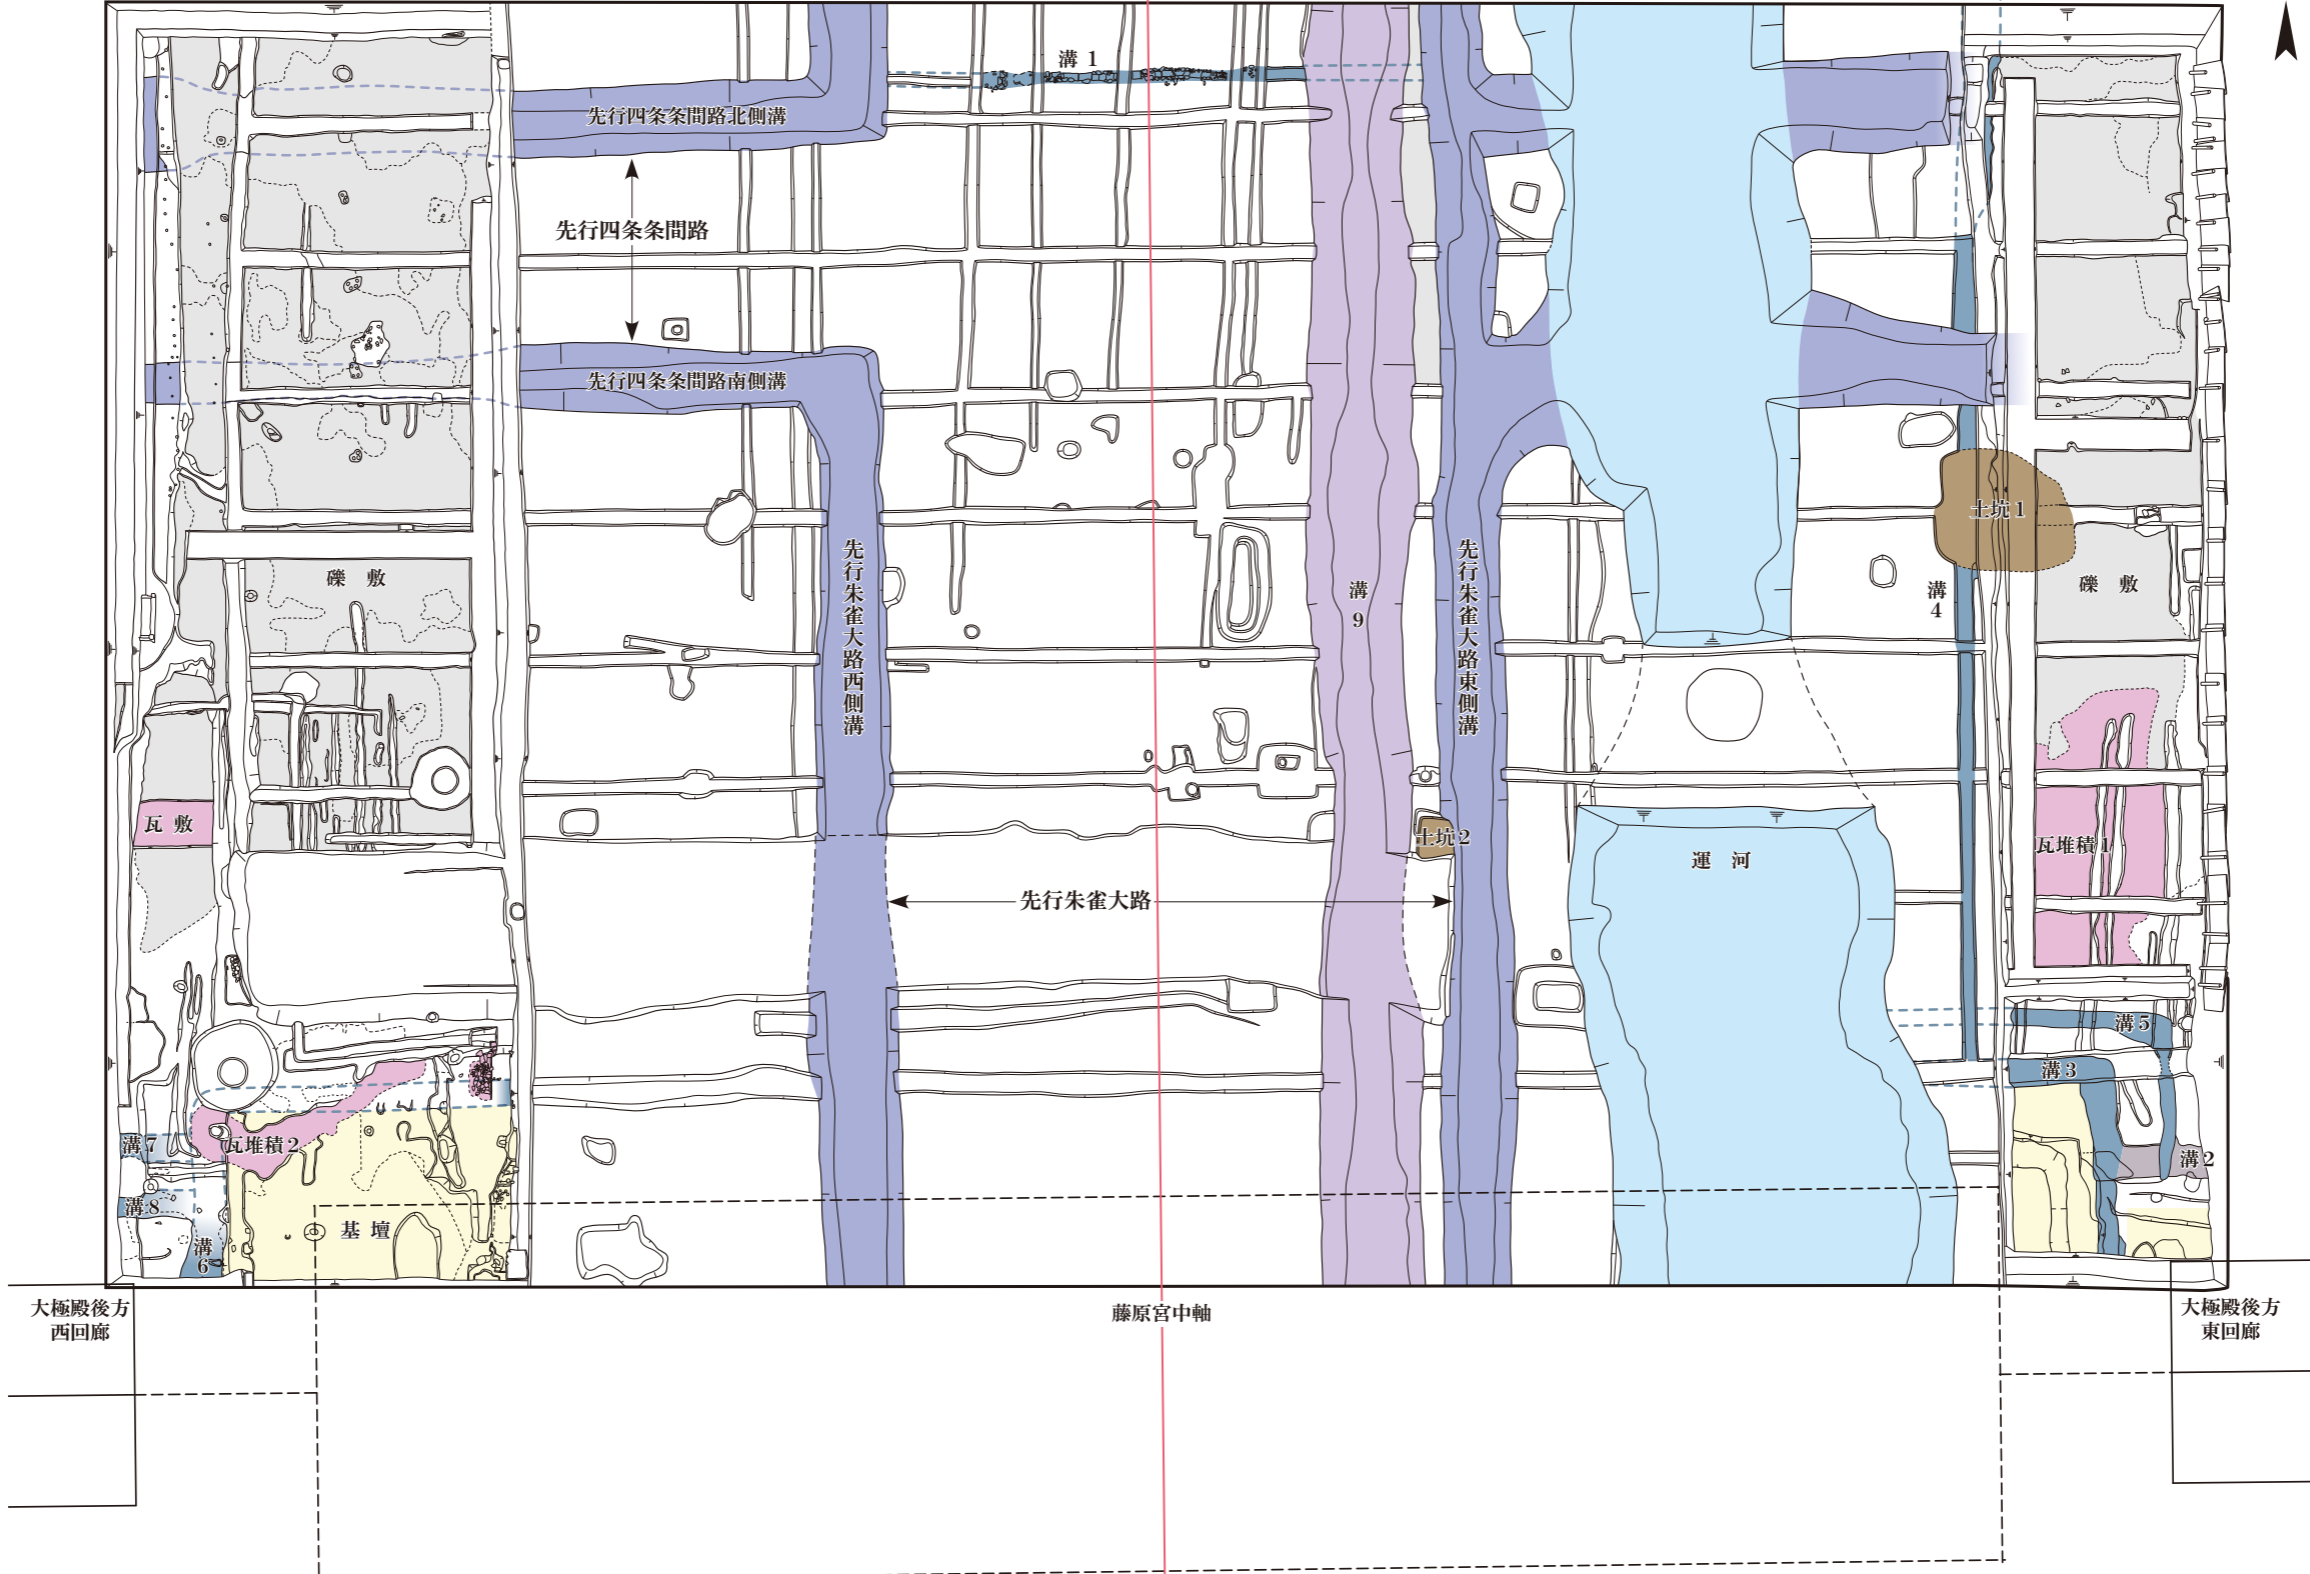 溝 1
先行四条条間路北側溝
先行四条条間路
先行四条条間路南側溝
土坑1
先行朱雀大路西側溝
溝9
先行朱雀大路東側溝
溝4
礫 敷
礫 敷
瓦 敷
土坑2
瓦堆積1
運 河
先行朱雀大路
溝5
溝3
溝7
瓦堆積2
溝2
溝8
基 壇
溝6
大極殿後方
西回廊
藤原宮中軸
大極殿後方
東回廊